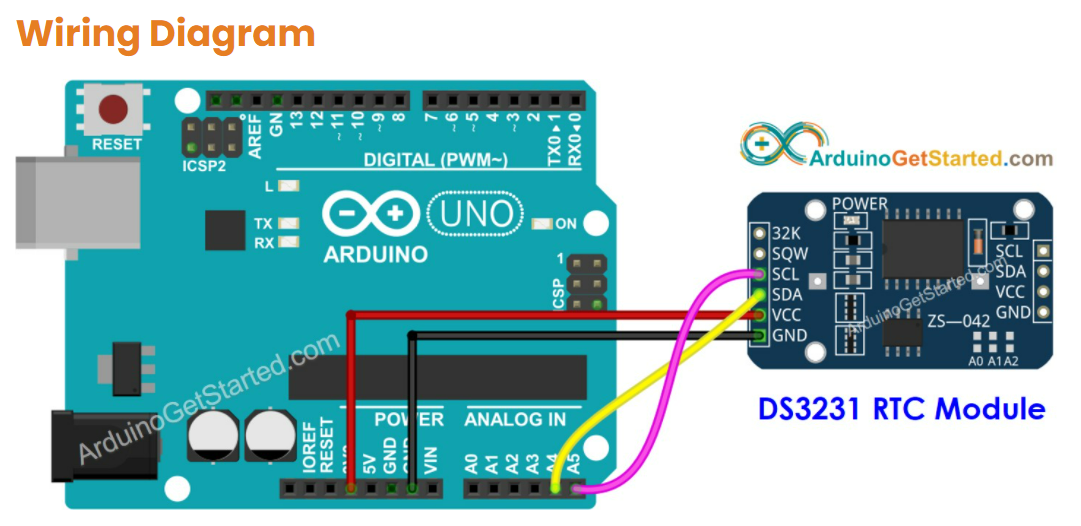 Wiring Diagram
RESET
ICSP2
AREF
GN
13
12
~11
~10
~9
8
7
~6
~5
4
~3
2
TX0▸1
RX0◂0
DIGITAL (PWM~)
L
TX
RX
UNO
ON
ARDUINO
1
ICSP
ArduinoGetStarted.com
POWER
32K
SQW
SCL
SDA
VCC
GND
SCL
SDA
VCC
GND
ArduinoGetStarted.com
ZS—042
A0 A1 A2
DS3231 RTC Module
ArduinoGetStarted.com
POWER
ANALOG IN
IOREF
RESET
3V3
5V
GND
GND
VIN
A0
A1
A2
A3
A4
A5